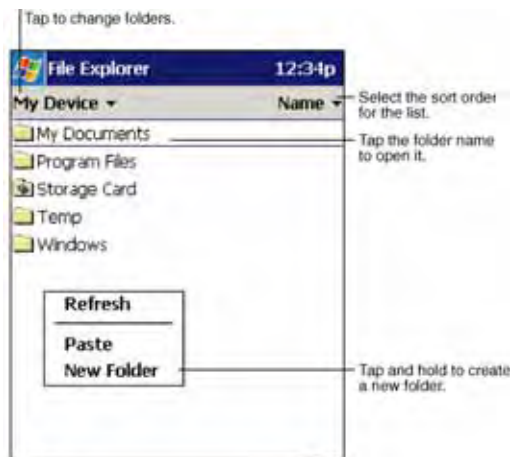 Tap to change folders.
File Explorer 12:34p
My Device Name
Select the sort order
for the list.
My Documents
Tap the folder name
to open it.
Program Files
Storage Card
Temp
Windows
Refresh
Paste
New Folder
Tap and hold to create
a new folder.